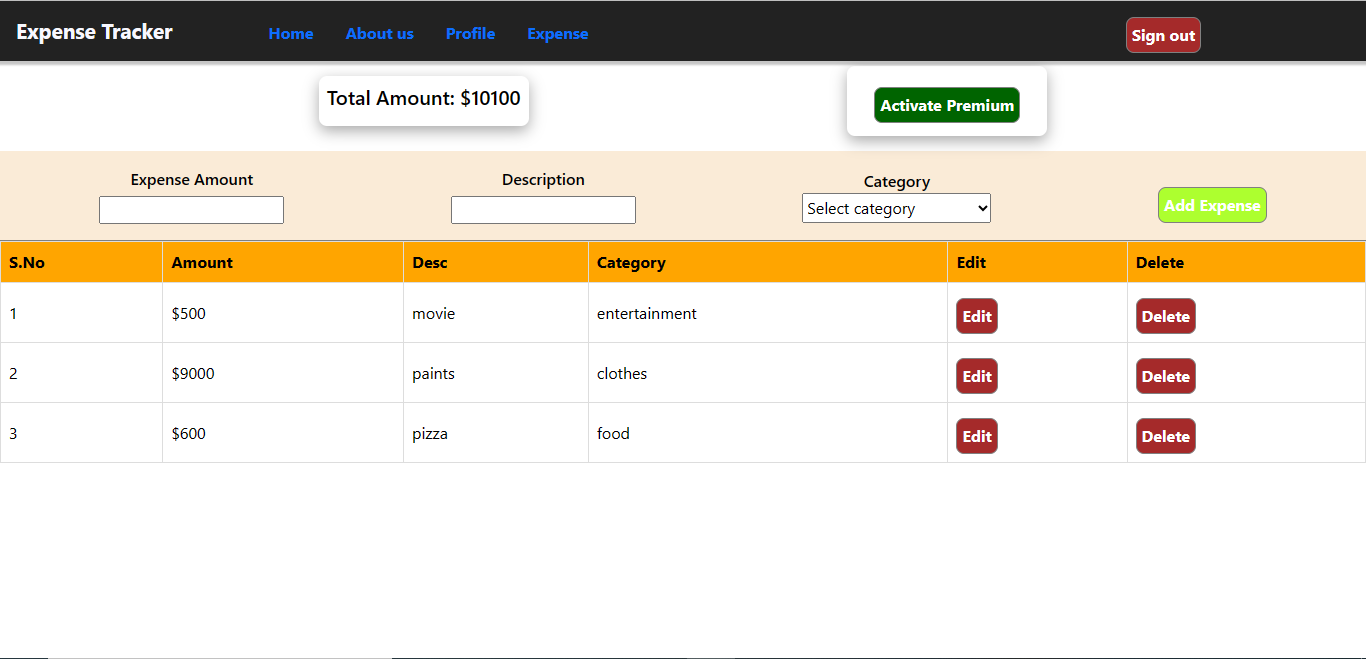 Expense Tracker Home About us Profile Expense Sign out
Total Amount: $10100 Activate Premium
Expense Amount Description Category
Select category Add Expense
S.No Amount Desc Category Edit Delete
1 $500 movie entertainment Edit Delete
2 $9000 paints clothes Edit Delete
3 $600 pizza food Edit Delete